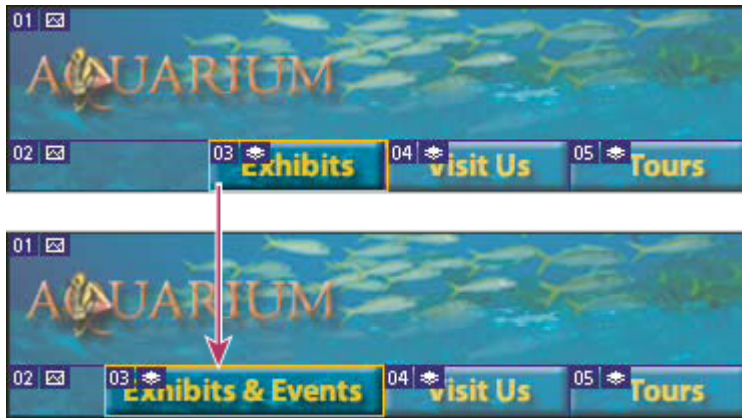 01
AQUARIUM
02 03 Exhibits 04 Visit Us 05 Tours
01
AQUARIUM
02 03 Exhibits & Events 04 Visit Us 05 Tours